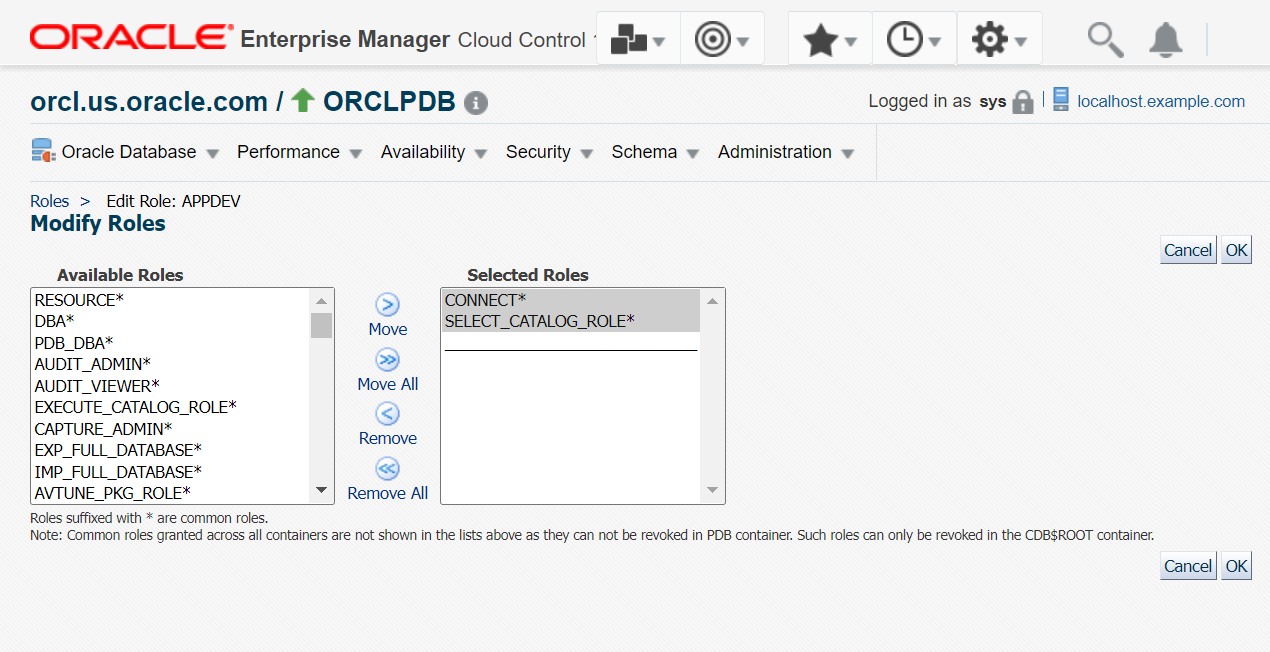 ORACLE® Enterprise Manager Cloud Control
orcl.us.oracle.com / ORCLPDB i
Logged in as sys | localhost.example.com
Oracle Database Performance Availability Security Schema Administration
Roles > Edit Role: APPDEV
Modify Roles
Cancel OK
Available Roles
RESOURCE*
DBA*
PDB_DBA*
AUDIT_ADMIN*
AUDIT_VIEWER*
EXECUTE_CATALOG_ROLE*
CAPTURE_ADMIN*
EXP_FULL_DATABASE*
IMP_FULL_DATABASE*
AVTUNE_PKG_ROLE*
Move
Move All
Remove
Remove All
Selected Roles
CONNECT*
SELECT_CATALOG_ROLE*
Roles suffixed with * are common roles.
Note: Common roles granted across all containers are not shown in the lists above as they can not be revoked in PDB container. Such roles can only be revoked in the CDB$ROOT container.
Cancel OK